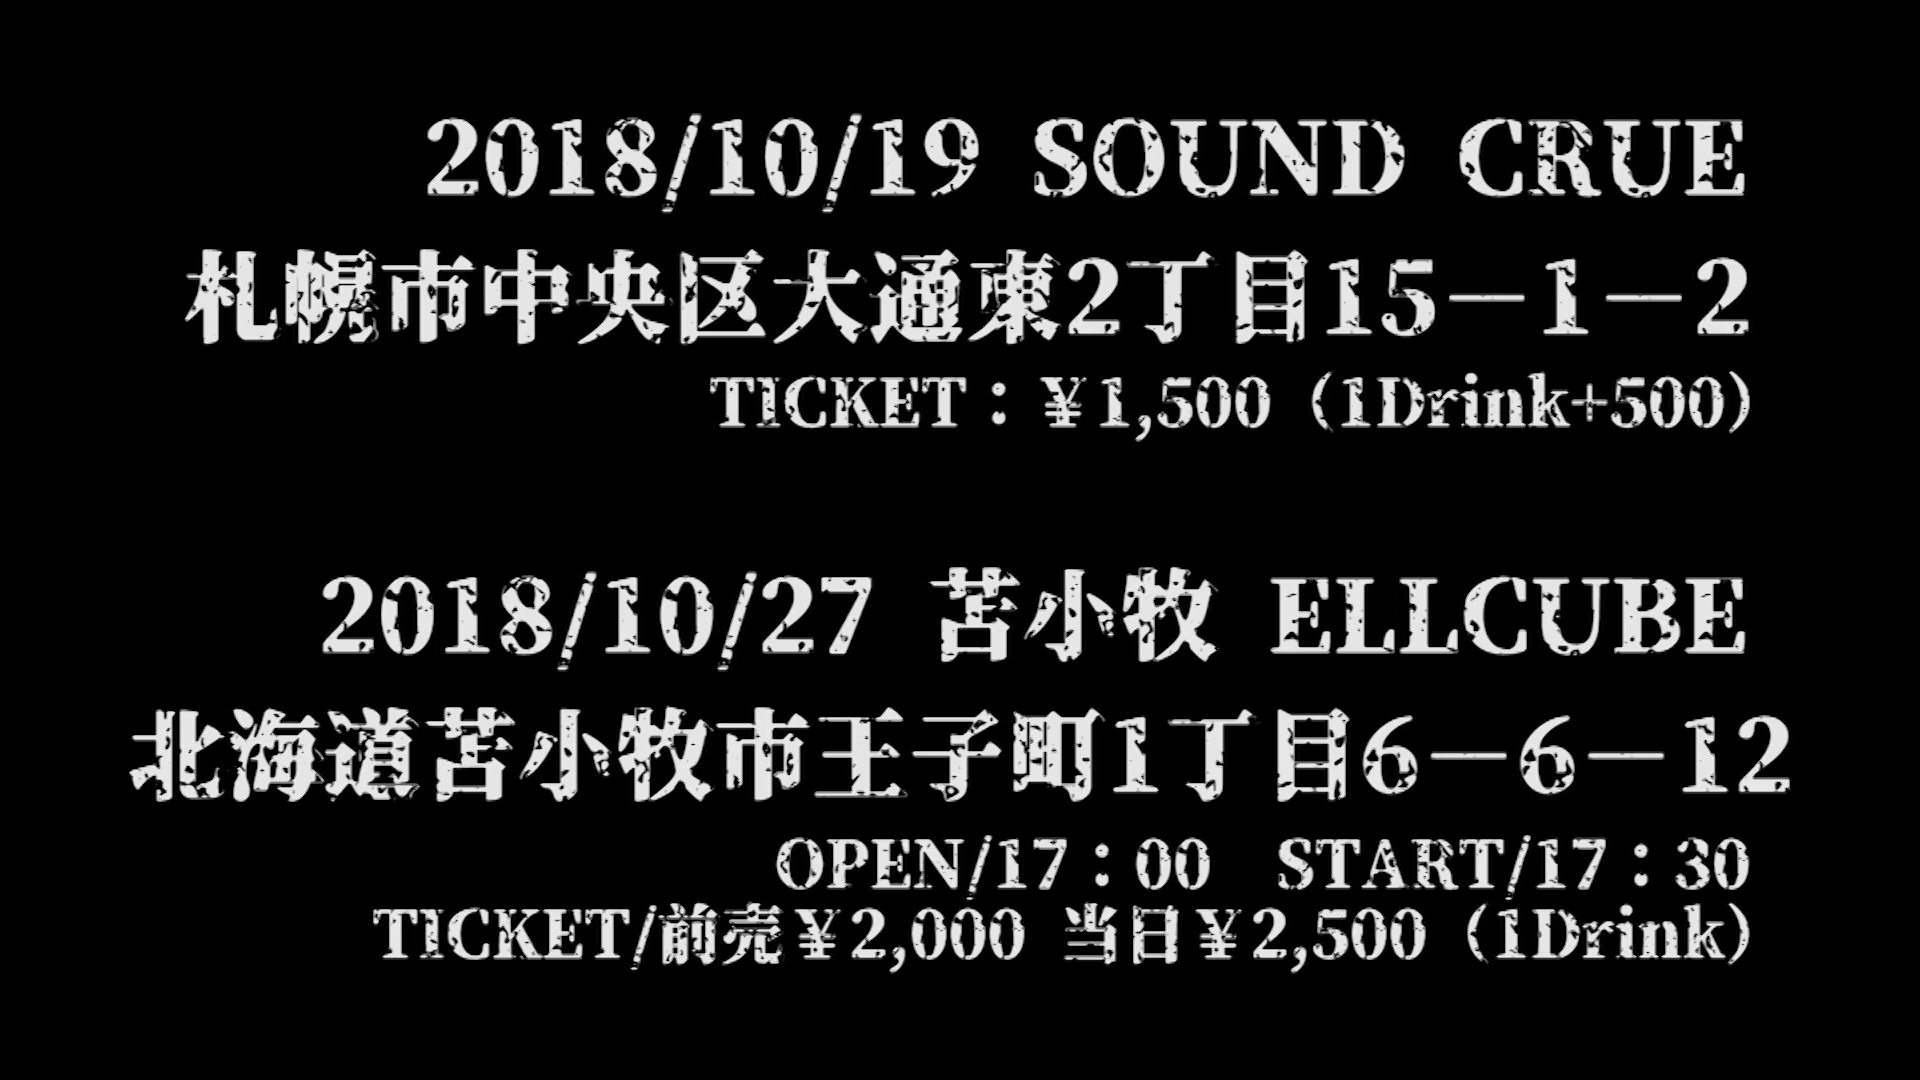 2018/10/19 SOUND CRUE
札幌市中央区大通東2丁目15－1－2
TICKET：￥1,500（1Drink+500）
2018/10/27 苫小牧 ELLCUBE
北海道苫小牧市王子町1丁目6－6－12
OPEN/17：00　START/17：30
TICKET/前売￥2,000 当日￥2,500（1Drink）